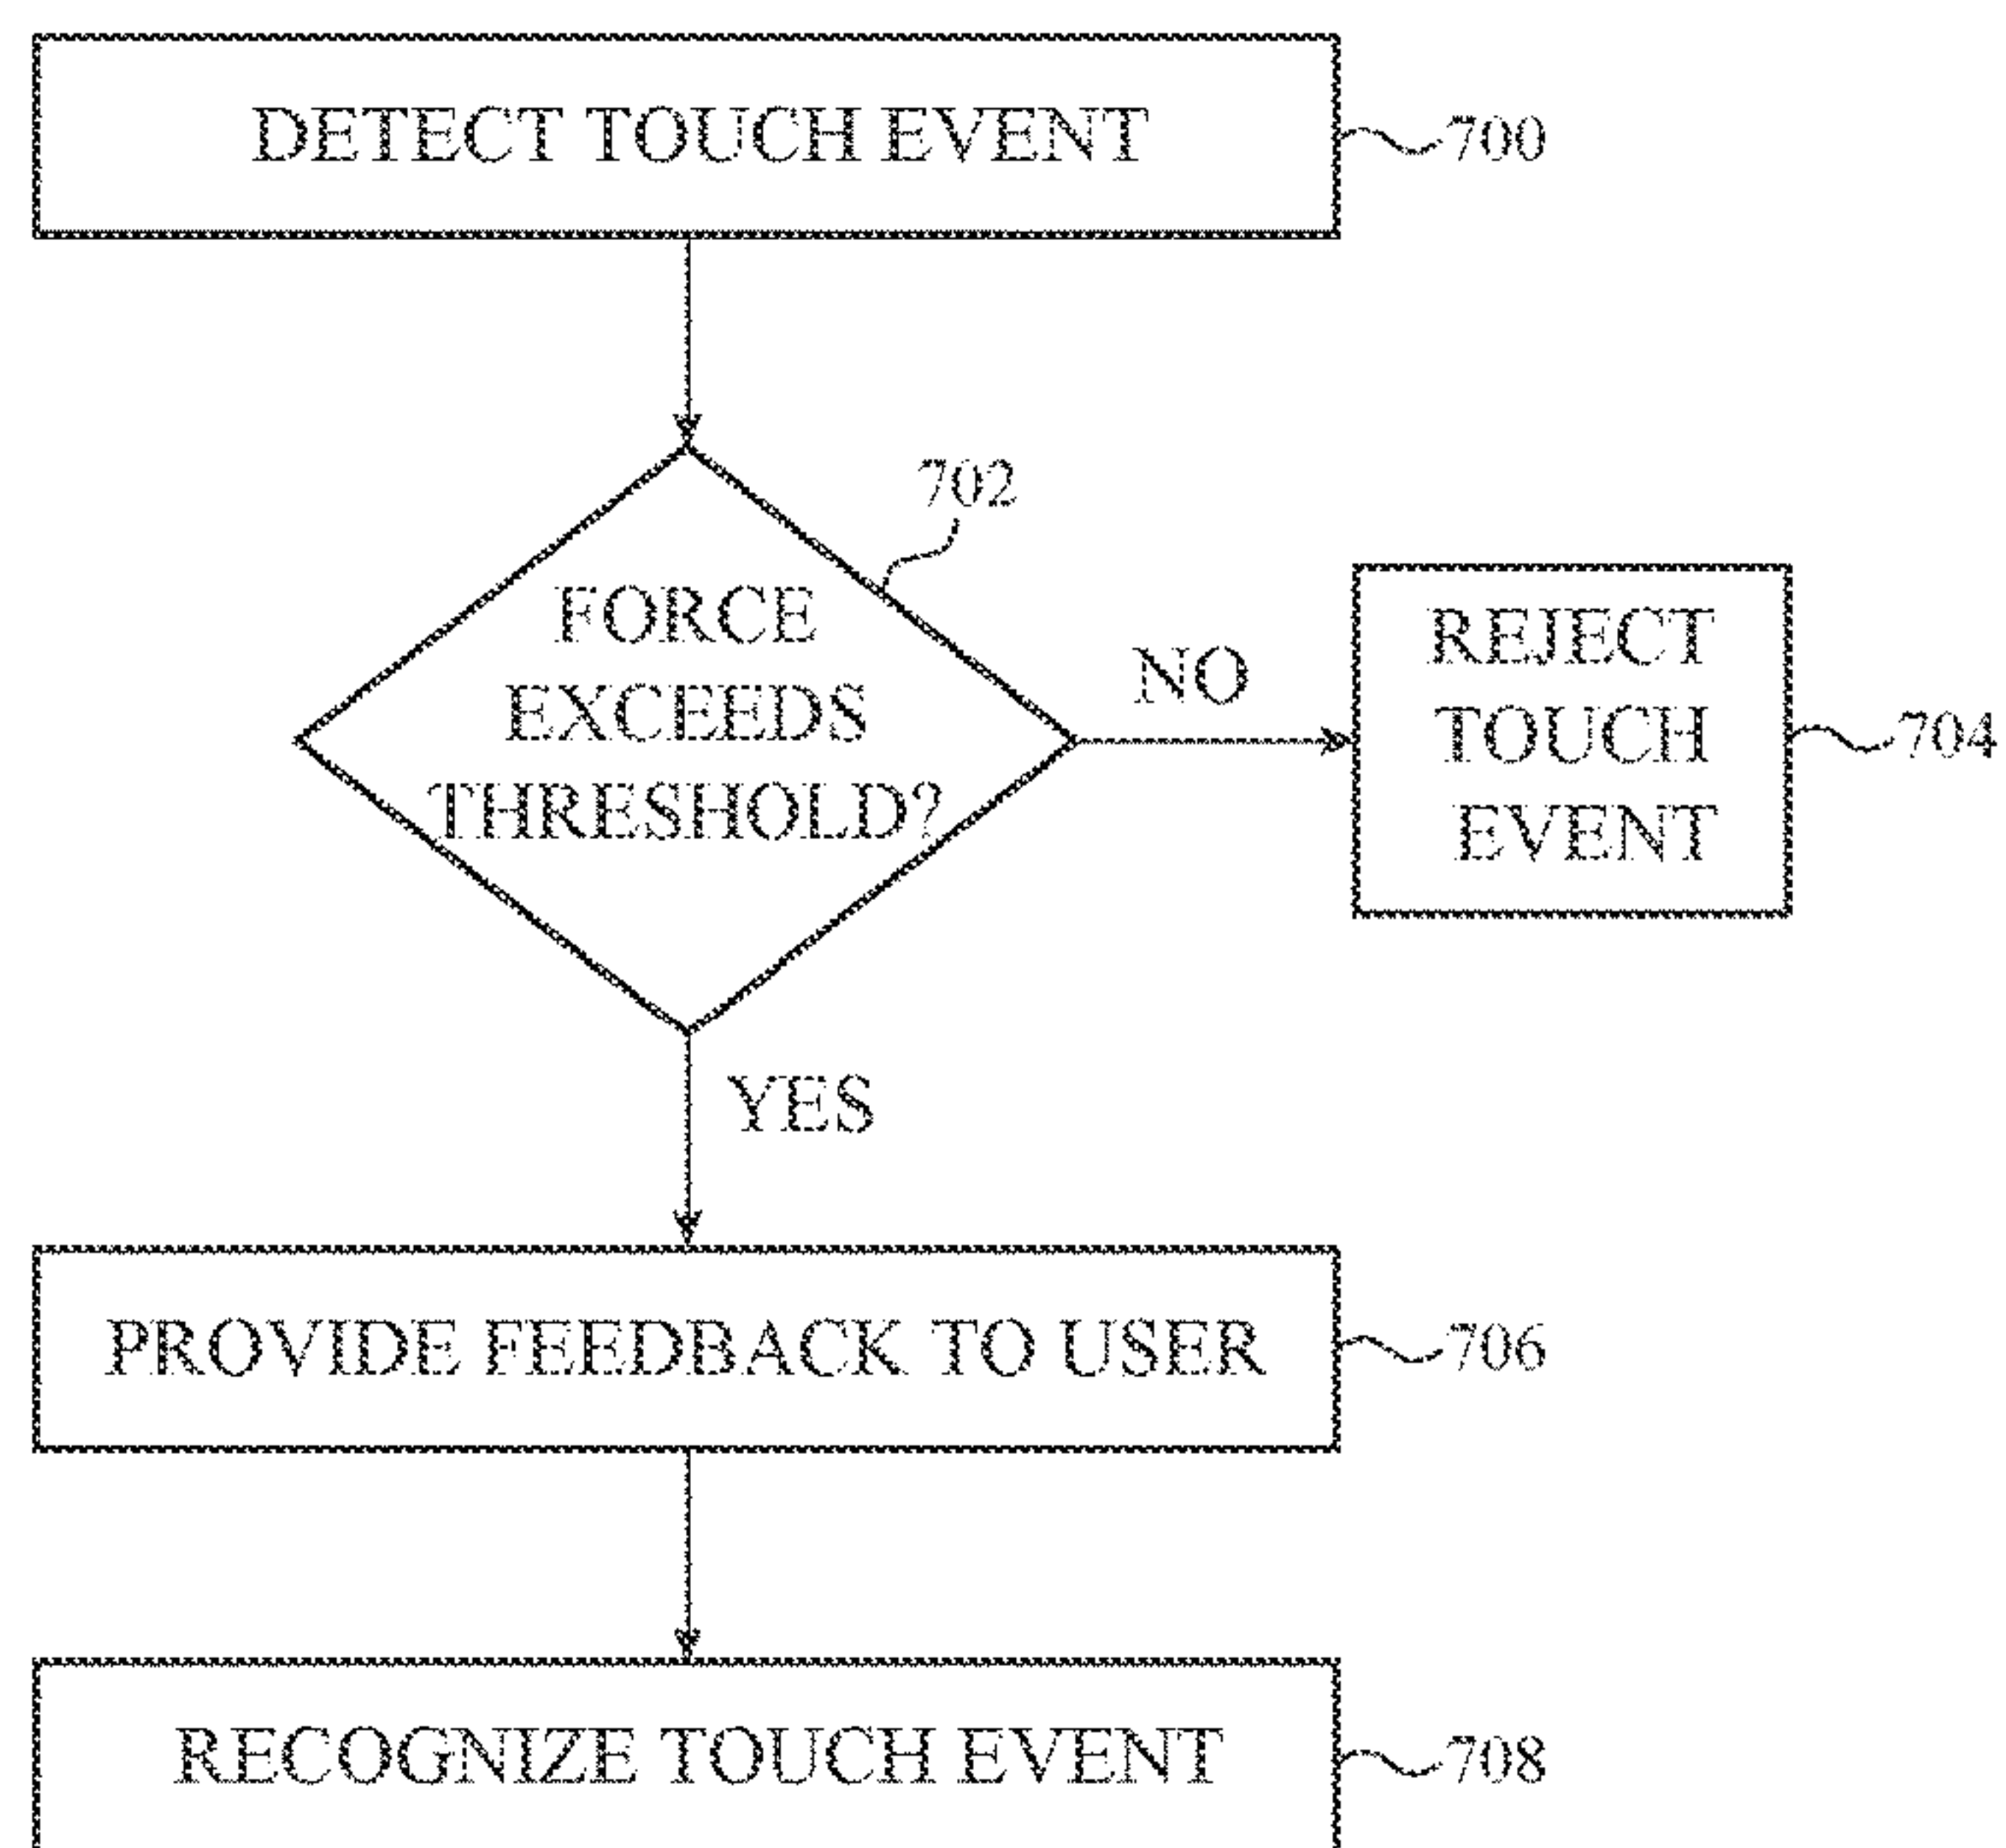 DETECT TOUCH EVENT
700
702
FORCE
EXCEEDS
THRESHOLD?
NO
REJECT
TOUCH
EVENT
704
YES
PROVIDE FEEDBACK TO USER
706
RECOGNIZE TOUCH EVENT
708